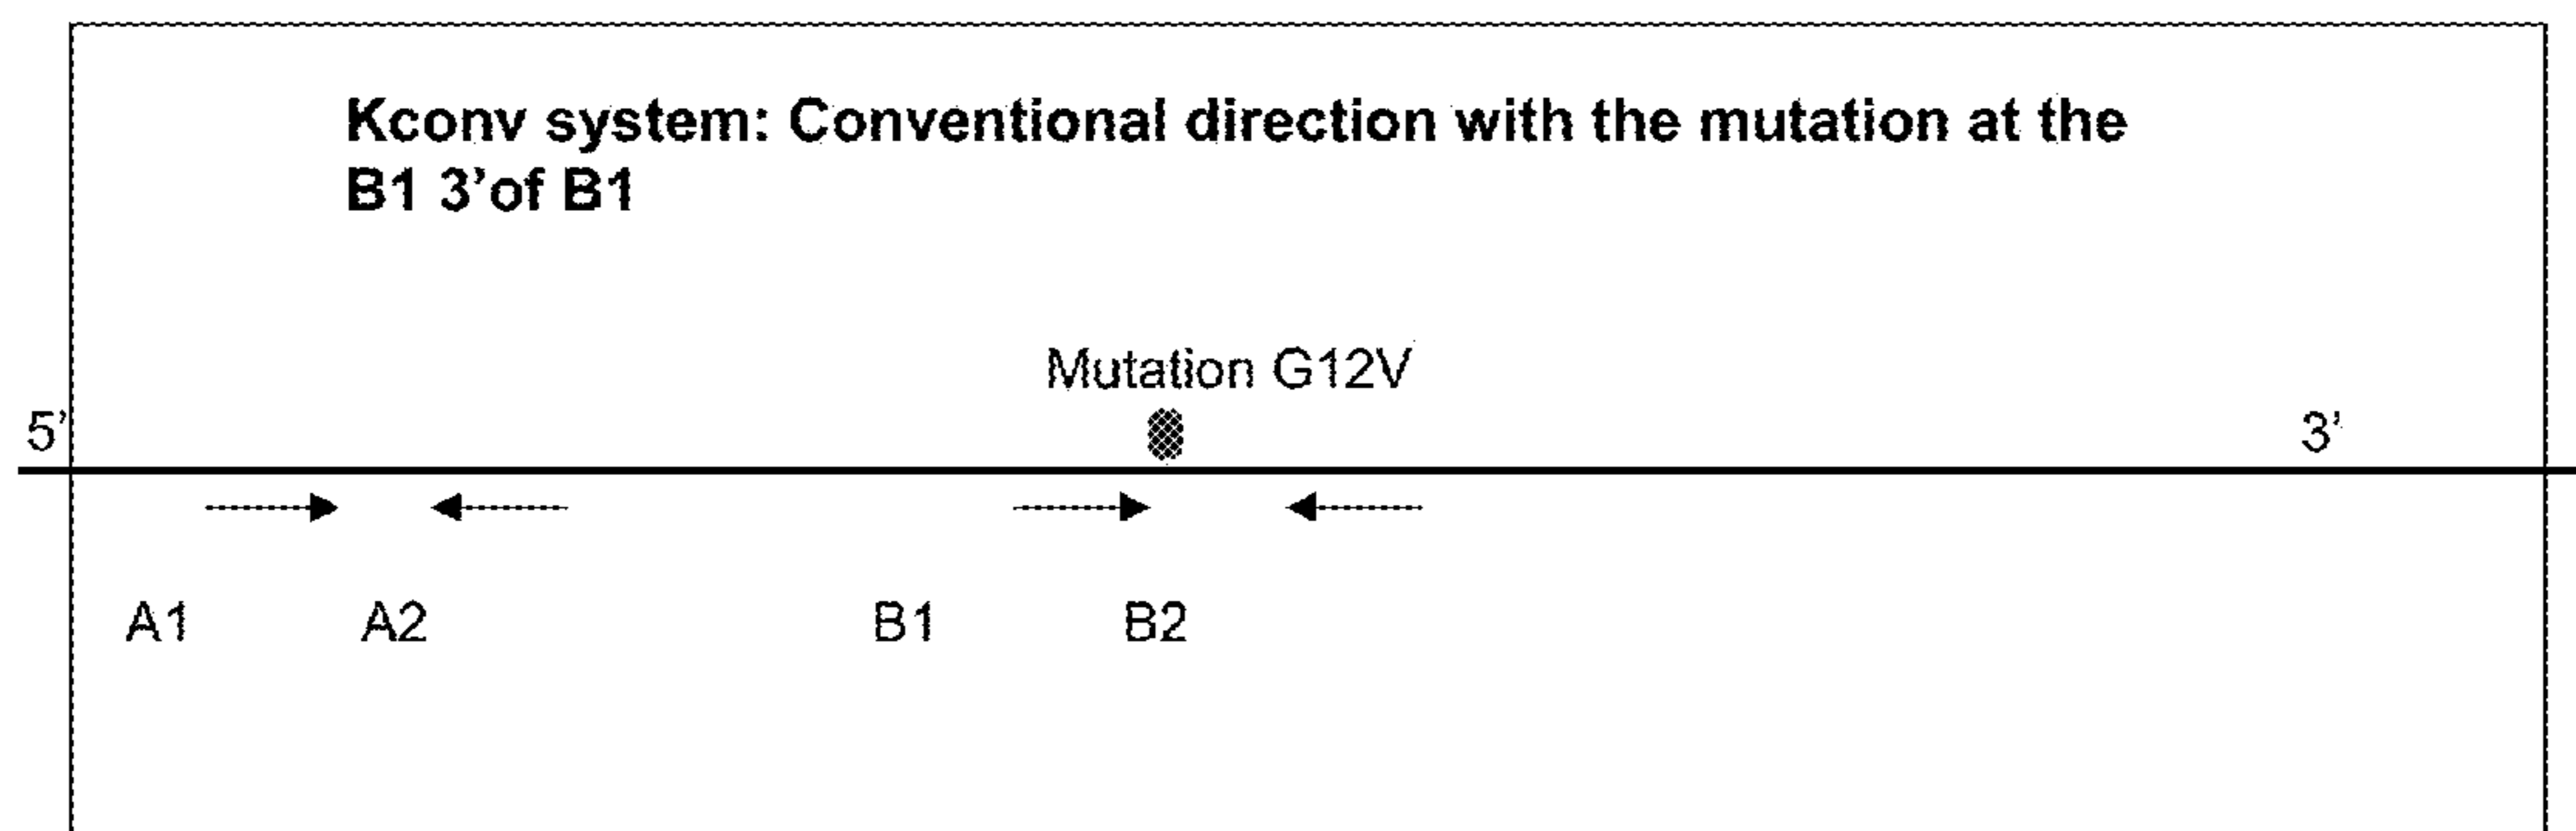 Kconv system: Conventional direction with the mutation at the
B1 3'of B1
Mutation G12V
5' 3'
A1 A2 B1 B2